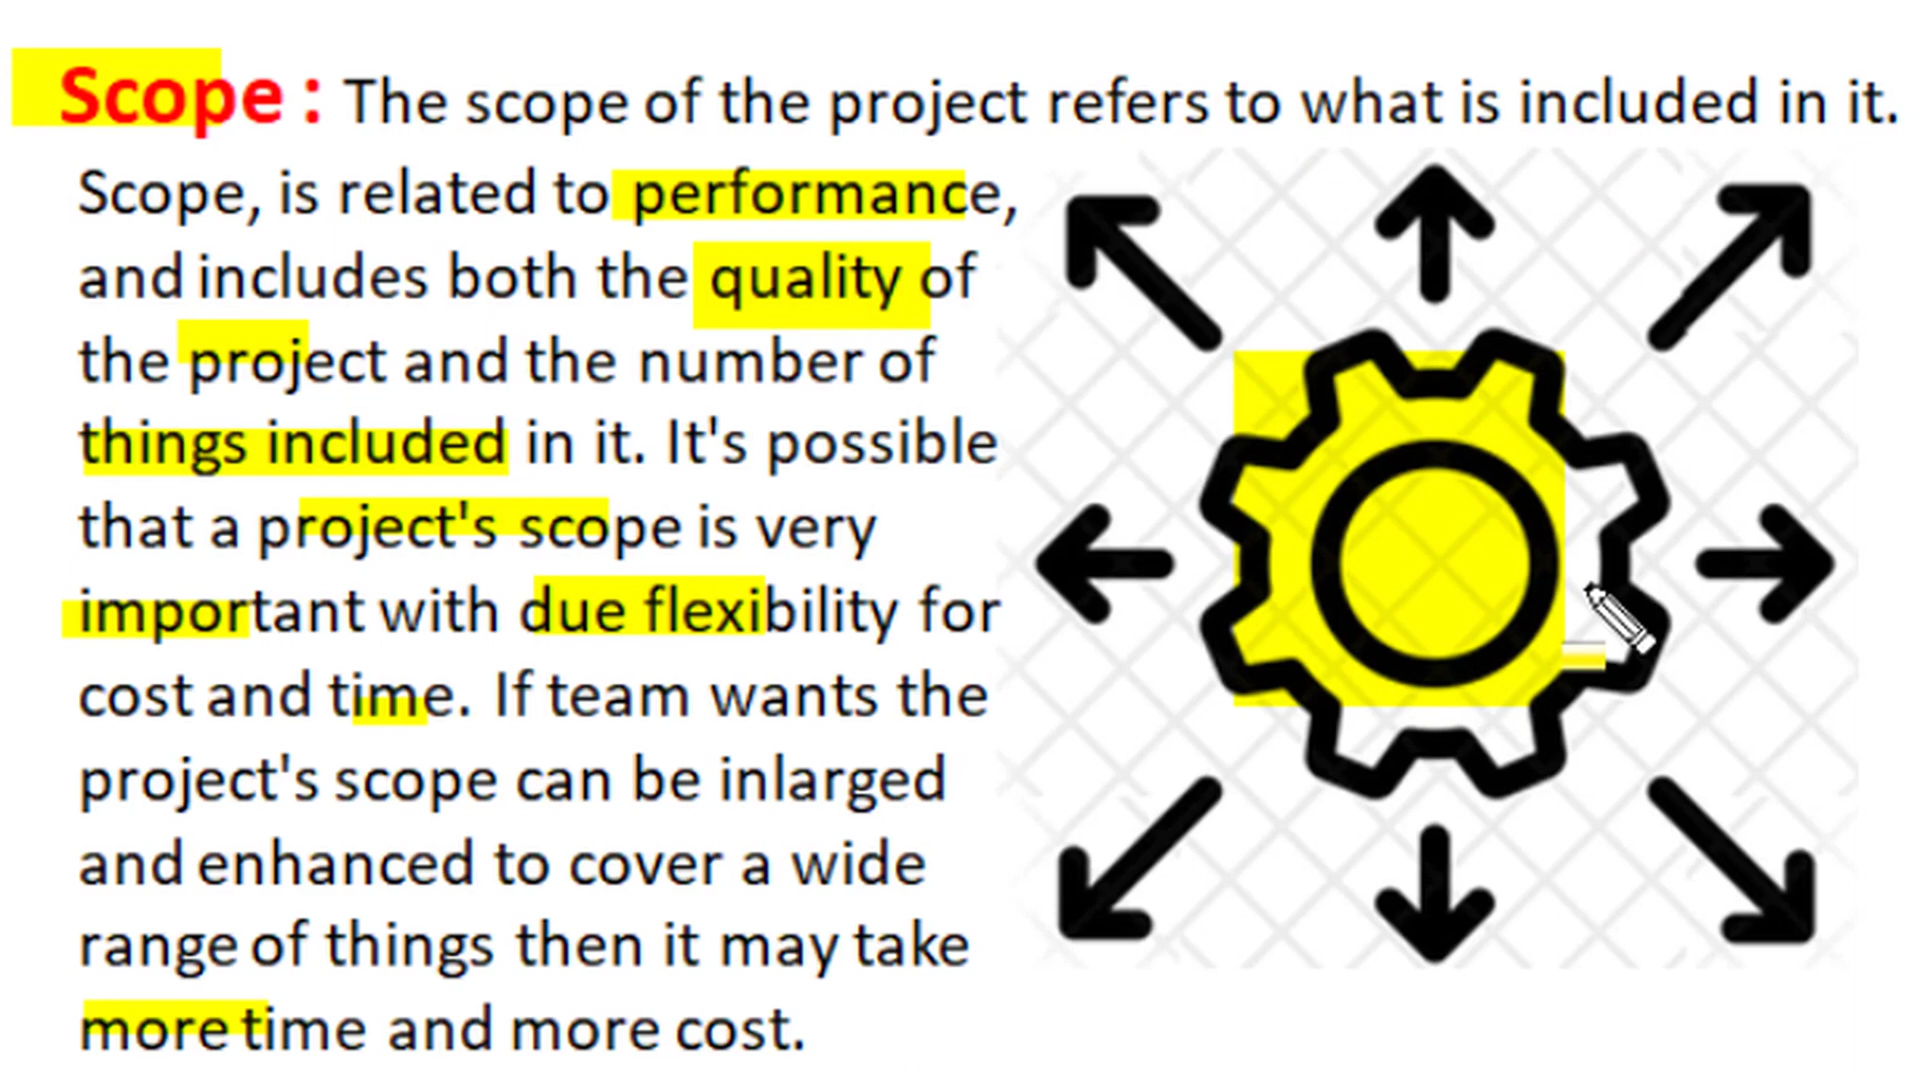 Scope : The scope of the project refers to what is included in it.
Scope, is related to performance,
and includes both the quality of
the project and the number of
things included in it. It's possible
that a project's scope is very
important with due flexibility for
cost and time. If team wants the
project's scope can be inlarged
and enhanced to cover a wide
range of things then it may take
more time and more cost.